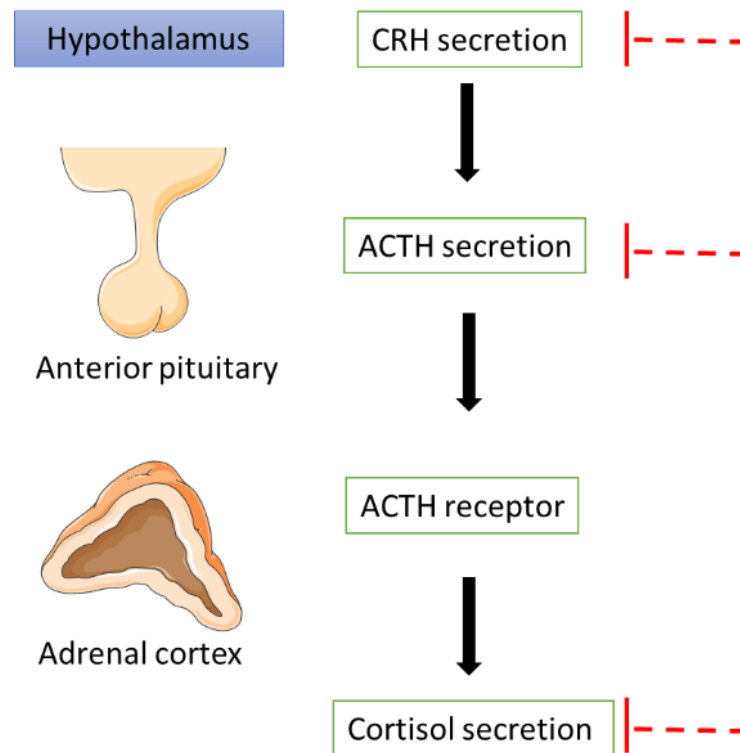 Hypothalamus
CRH secretion
ACTH secretion
Anterior pituitary
ACTH receptor
Adrenal cortex
Cortisol secretion